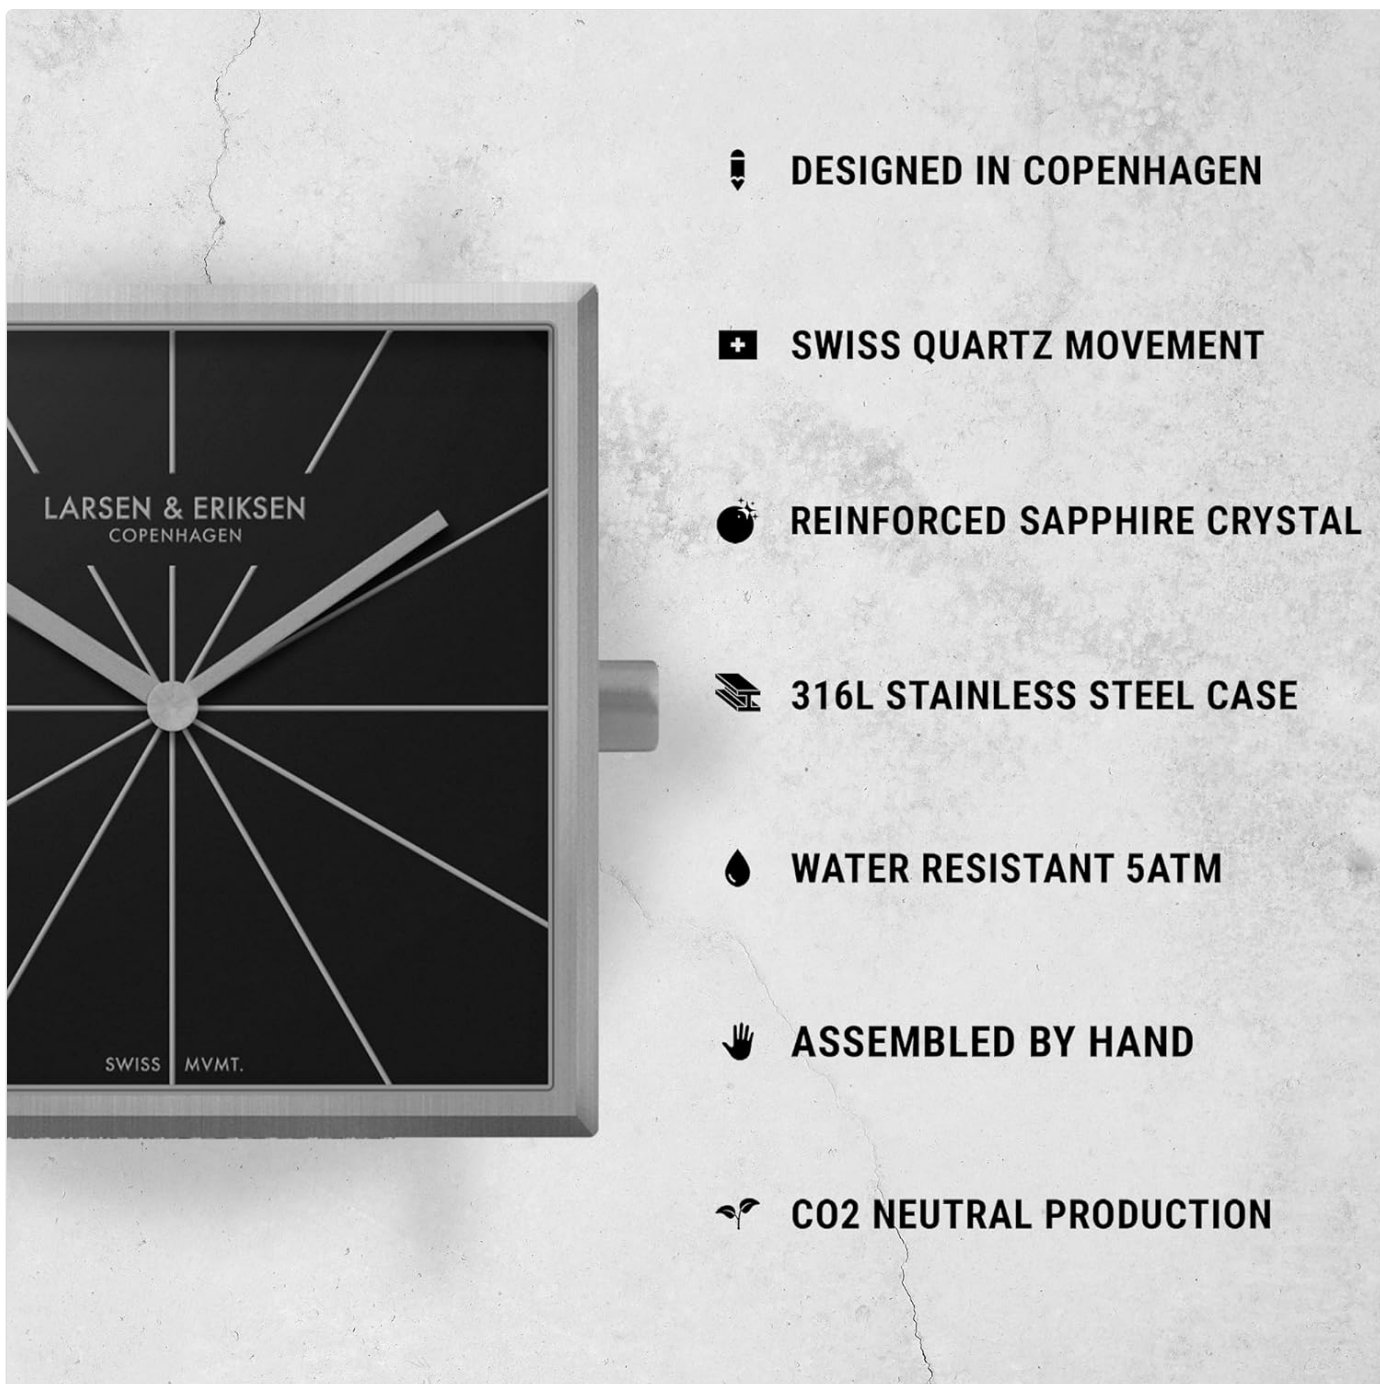 DESIGNED IN COPENHAGEN
SWISS QUARTZ MOVEMENT
LARSEN & ERIKSEN
COPENHAGEN
REINFORCED SAPPHIRE CRYSTAL
316L STAINLESS STEEL CASE
WATER RESISTANT 5ATM
SWISS MVMT.
ASSEMBLED BY HAND
CO2 NEUTRAL PRODUCTION